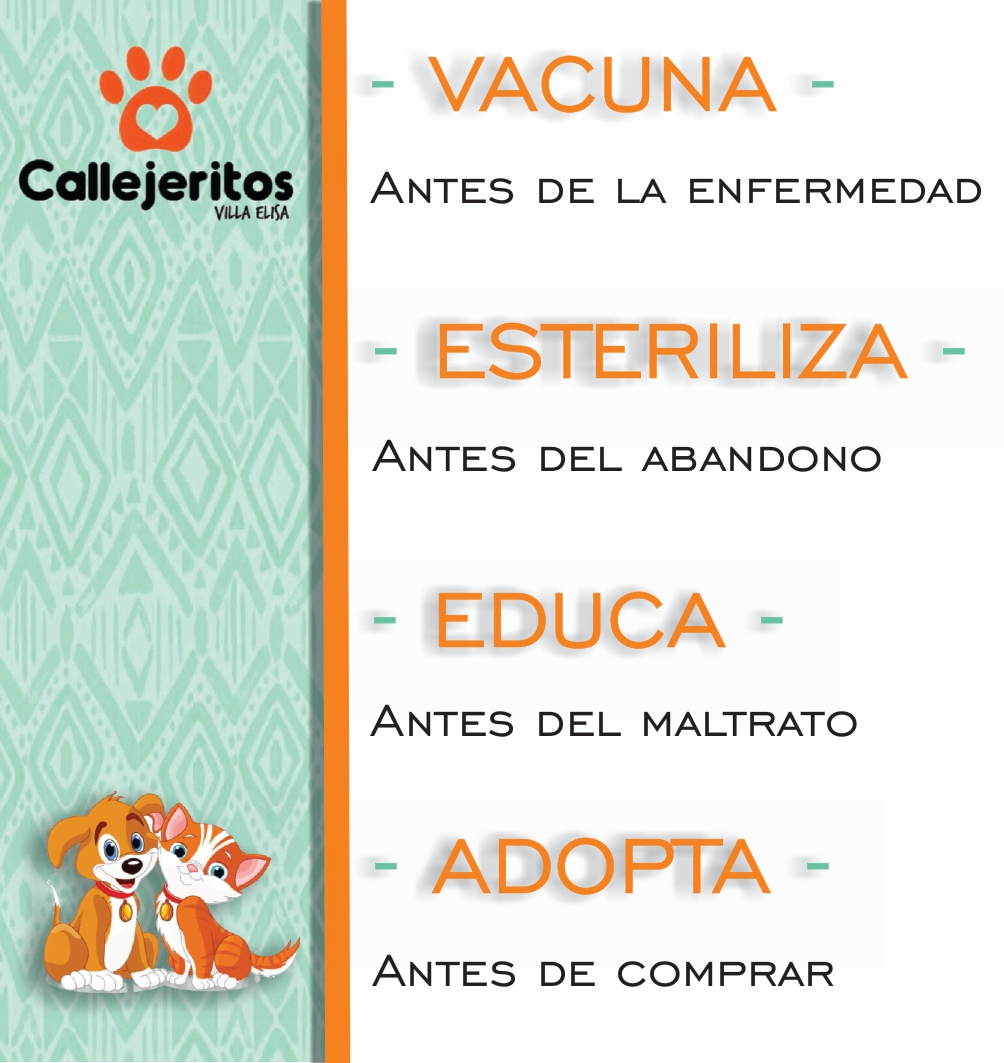 Callejeritos
VILLA ELISA
- VACUNA -
ANTES DE LA ENFERMEDAD
- ESTERILIZA -
ANTES DEL ABANDONO
- EDUCA -
ANTES DEL MALTRATO
- ADOPTA -
ANTES DE COMPRAR